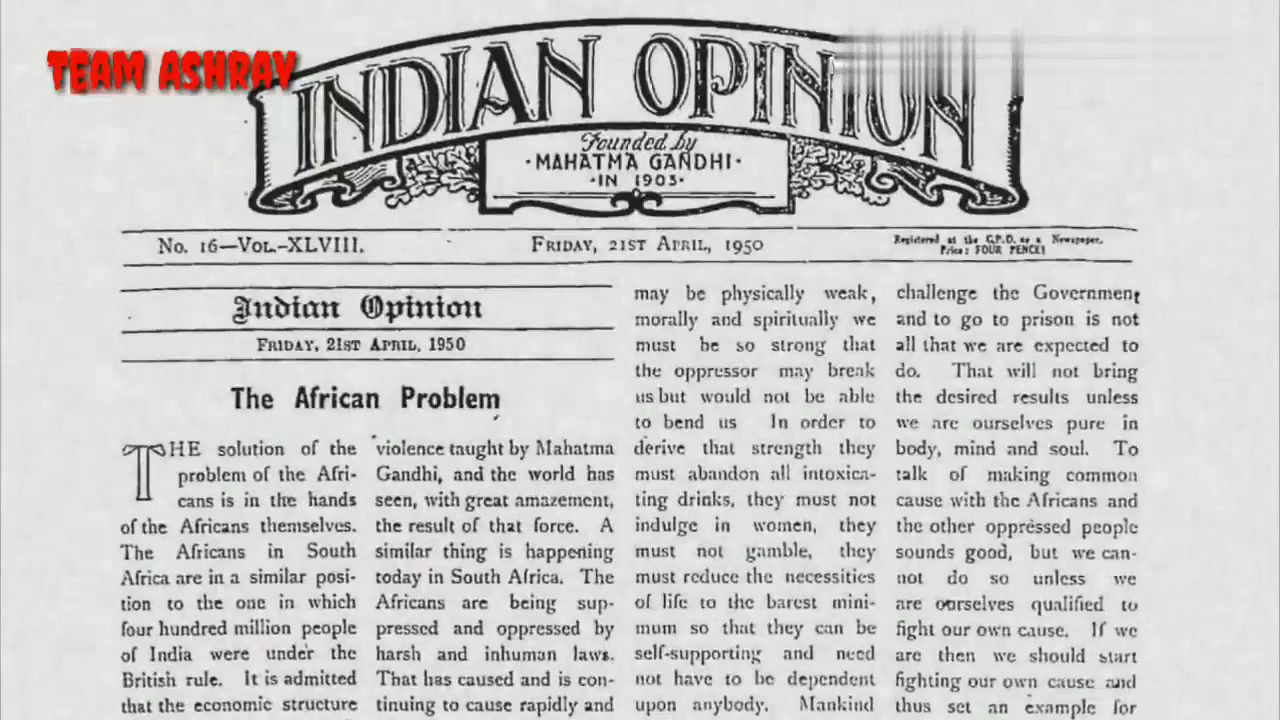 TEAM ASHRAY
INDIAN OPINION
Founded by
·MAHATMA GANDHI·
·IN 1903·
No. 16—Vol.-XLVIII.
Friday, 21st April, 1950
Registered at the G.P.O. as a Newspaper.
Price: FOUR PENCE
Indian Opinion
Friday, 21st April, 1950
The African Problem
THE solution of the
problem of the Afri-
cans is in the hands
of the Africans themselves.
The Africans in South
Africa are in a similar posi-
tion to the one in which
four hundred million people
of India were under the
British rule. It is admitted
that the economic structure
violence taught by Mahatma
Gandhi, and the world has
seen, with great amazement,
the result of that force. A
similar thing is happening
today in South Africa. The
Africans are being sup-
pressed and oppressed by
harsh and inhuman laws.
That has caused and is con-
tinuing to cause rapidly and
may be physically weak,
morally and spiritually we
must be so strong that
the oppressor may break
us but would not be able
to bend us In order to
derive that strength they
must abandon all intoxica-
ting drinks, they must not
indulge in women, they
must not gamble, they
must reduce the necessities
of life to the barest mini-
mum so that they can be
self-supporting and need
not have to be dependent
upon anybody. Mankind
challenge the Government
and to go to prison is not
all that we are expected to
do. That will not bring
the desired results unless
we are ourselves pure in
body, mind and soul. To
talk of making common
cause with the Africans and
the other oppressed people
sounds good, but we can-
not do so unless we
are ourselves qualified to
fight our own cause. If we
are then we should start
fighting our own cause and
thus set an example for